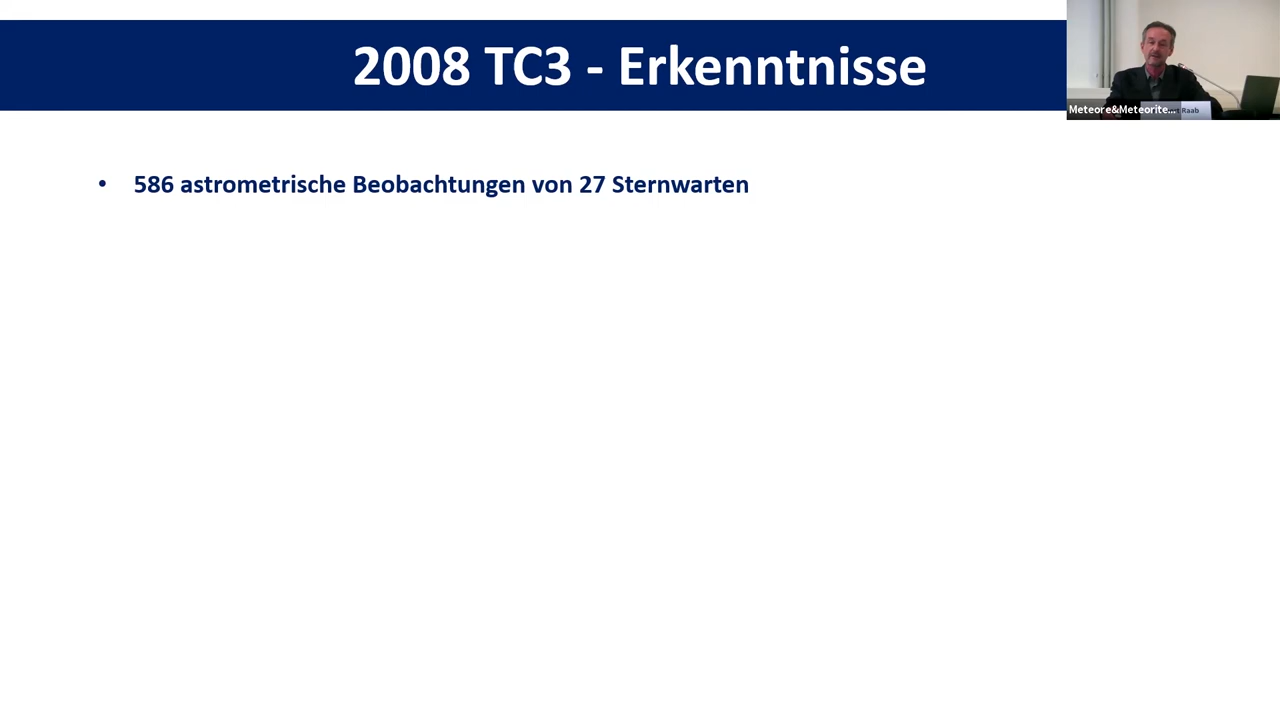 2008 TC3 - Erkenntnisse
Meteore&Meteorite...
Raab
• 586 astrometrische Beobachtungen von 27 Sternwarten